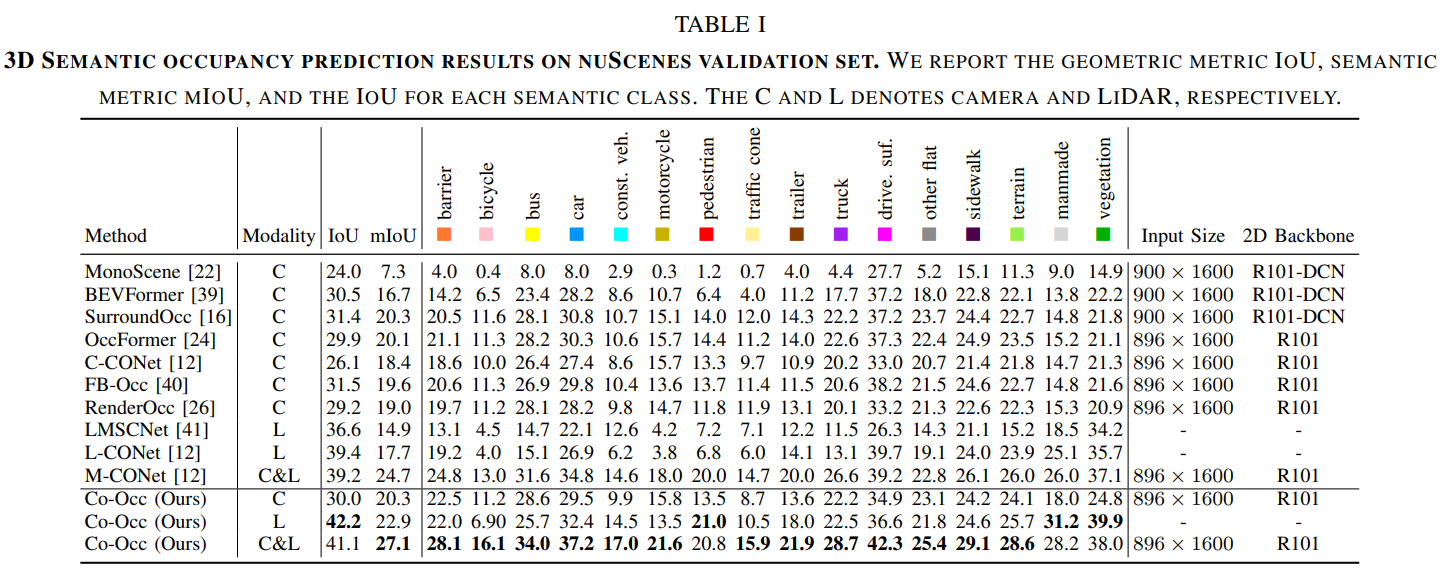 TABLE I
3D SEMANTIC OCCUPANCY PREDICTION RESULTS ON NUSCENES VALIDATION SET. WE REPORT THE GEOMETRIC METRIC IOU, SEMANTIC
METRIC MIOU, AND THE IOU FOR EACH SEMANTIC CLASS. THE C AND L DENOTES CAMERA AND LIDAR, RESPECTIVELY.
Method Modality IoU mIoU barrier bicycle bus car const. veh. motorcycle pedestrian traffic cone trailer truck drive. suf. other flat sidewalk terrain manmade vegetation Input Size 2D Backbone
MonoScene [22] C 24.0 7.3 4.0 0.4 8.0 8.0 2.9 0.3 1.2 0.7 4.0 4.4 27.7 5.2 15.1 11.3 9.0 14.9 900 × 1600 R101-DCN
BEVFormer [39] C 30.5 16.7 14.2 6.5 23.4 28.2 8.6 10.7 6.4 4.0 11.2 17.7 37.2 18.0 22.8 22.1 13.8 22.2 900 × 1600 R101-DCN
SurroundOcc [16] C 31.4 20.3 20.5 11.6 28.1 30.8 10.7 15.1 14.0 12.0 14.3 22.2 37.2 23.7 24.4 22.7 14.8 21.8 900 × 1600 R101-DCN
OccFormer [24] C 29.9 20.1 21.1 11.3 28.2 30.3 10.6 15.7 14.4 11.2 14.0 22.6 37.3 22.4 24.9 23.5 15.2 21.1 896 × 1600 R101
C-CONet [12] C 26.1 18.4 18.6 10.0 26.4 27.4 8.6 15.7 13.3 9.7 10.9 20.2 33.0 20.7 21.4 21.8 14.7 21.3 896 × 1600 R101
FB-Occ [40] C 31.5 19.6 20.6 11.3 26.9 29.8 10.4 13.6 13.7 11.4 11.5 20.6 38.2 21.5 24.6 22.7 14.8 21.6 896 × 1600 R101
RenderOcc [26] C 29.2 19.0 19.7 11.2 28.1 28.2 9.8 14.7 11.8 11.9 13.1 20.1 33.2 21.3 22.6 22.3 15.3 20.9 896 × 1600 R101
LMSCNet [41] L 36.6 14.9 13.1 4.5 14.7 22.1 12.6 4.2 7.2 7.1 12.2 11.5 26.3 14.3 21.1 15.2 18.5 34.2 - -
L-CONet [12] L 39.4 17.7 19.2 4.0 15.1 26.9 6.2 3.8 6.8 6.0 14.1 13.1 39.7 19.1 24.0 23.9 25.1 35.7 - -
M-CONet [12] C&L 39.2 24.7 24.8 13.0 31.6 34.8 14.6 18.0 20.0 14.7 20.0 26.6 39.2 22.8 26.1 26.0 26.0 37.1 896 × 1600 R101
Co-Occ (Ours) C 30.0 20.3 22.5 11.2 28.6 29.5 9.9 15.8 13.5 8.7 13.6 22.2 34.9 23.1 24.2 24.1 18.0 24.8 896 × 1600 R101
Co-Occ (Ours) L 42.2 22.9 22.0 6.90 25.7 32.4 14.5 13.5 21.0 10.5 18.0 22.5 36.6 21.8 24.6 25.7 31.2 39.9 - -
Co-Occ (Ours) C&L 41.1 27.1 28.1 16.1 34.0 37.2 17.0 21.6 20.8 15.9 21.9 28.7 42.3 25.4 29.1 28.6 28.2 38.0 896 × 1600 R101